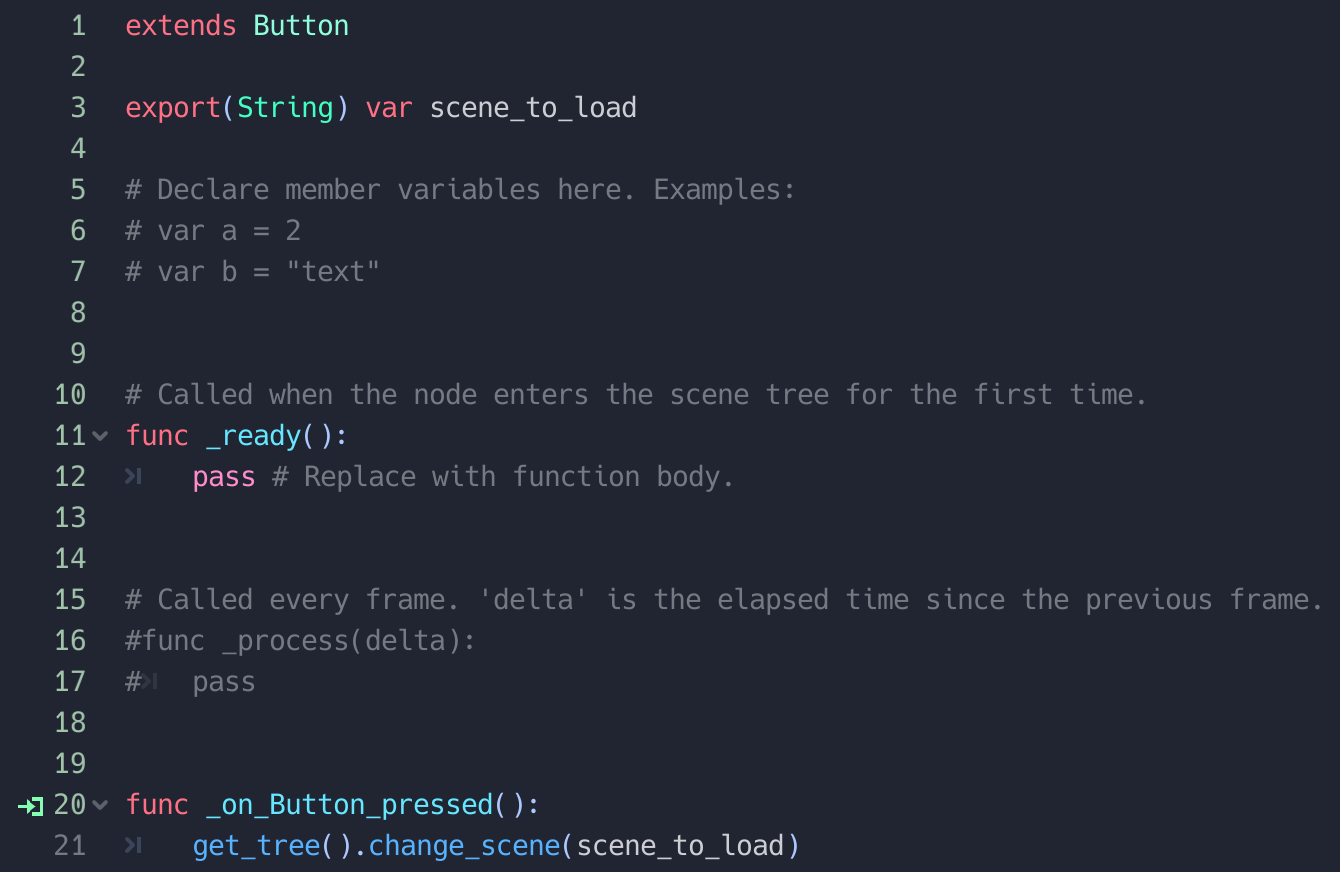 1 extends Button
2
3 export(String) var scene_to_load
4
5 # Declare member variables here. Examples:
6 # var a = 2
7 # var b = "text"
8
9
10 # Called when the node enters the scene tree for the first time.
11 func _ready():
12 pass # Replace with function body.
13
14
15 # Called every frame. 'delta' is the elapsed time since the previous frame.
16 #func _process(delta):
17 # pass
18
19
20 func _on_Button_pressed():
21 get_tree().change_scene(scene_to_load)